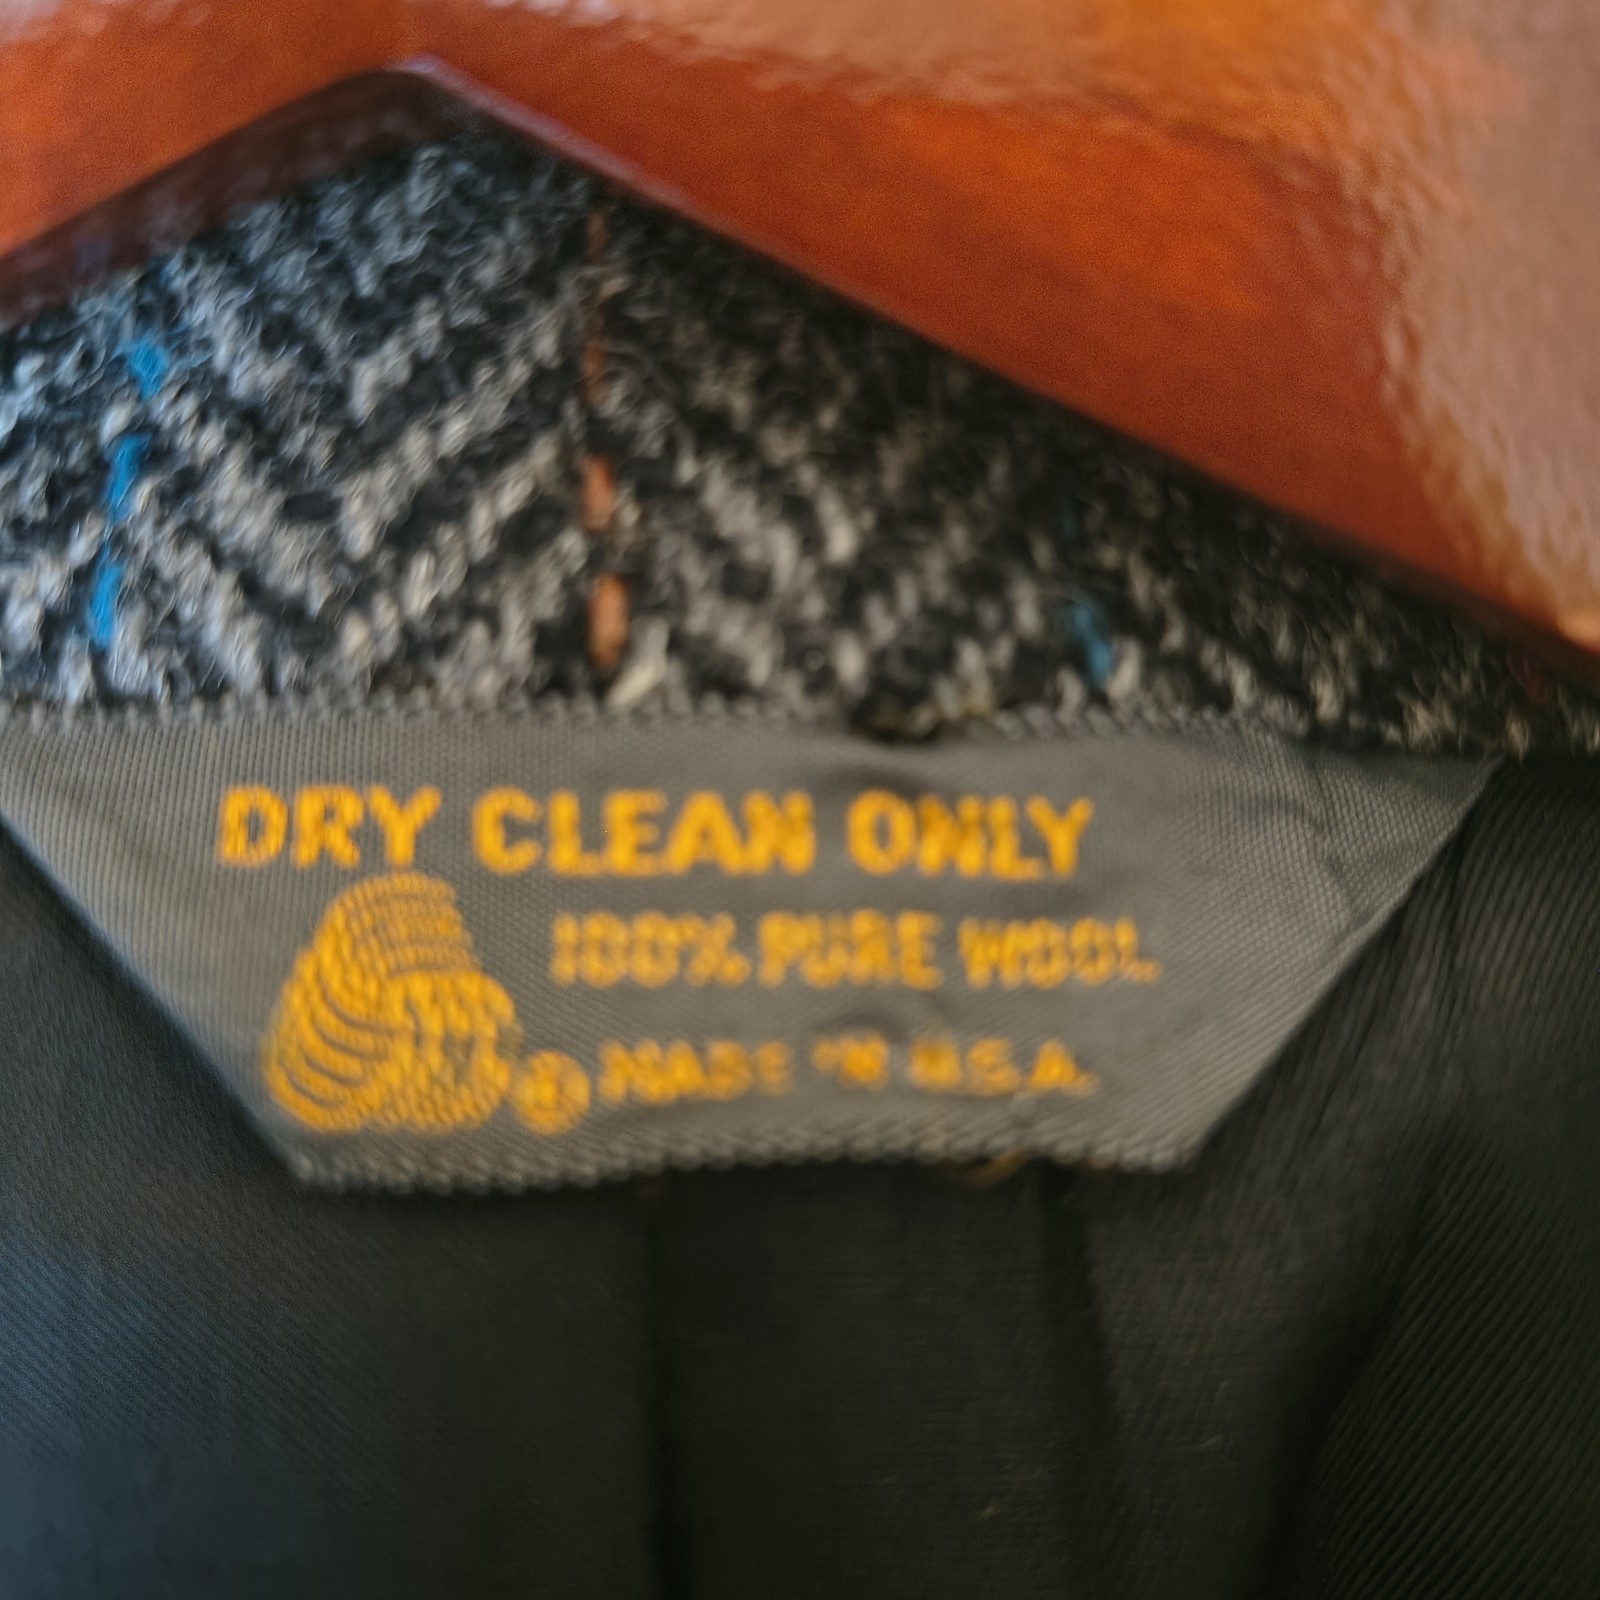 DRY CLEAN ONLY
100% PURE WOOL
® MADE IN U.S.A.